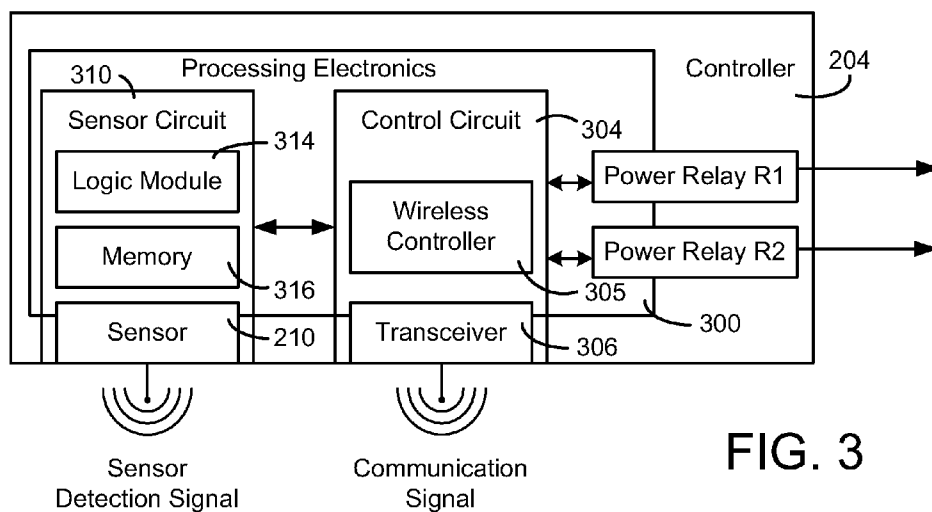 Processing Electronics
Controller
204
310
Sensor Circuit
314
Logic Module
Memory
316
Sensor
210
Control Circuit
304
Wireless
Controller
305
Transceiver
306
Power Relay R1
Power Relay R2
300
Sensor
Detection Signal
Communication
Signal
FIG. 3